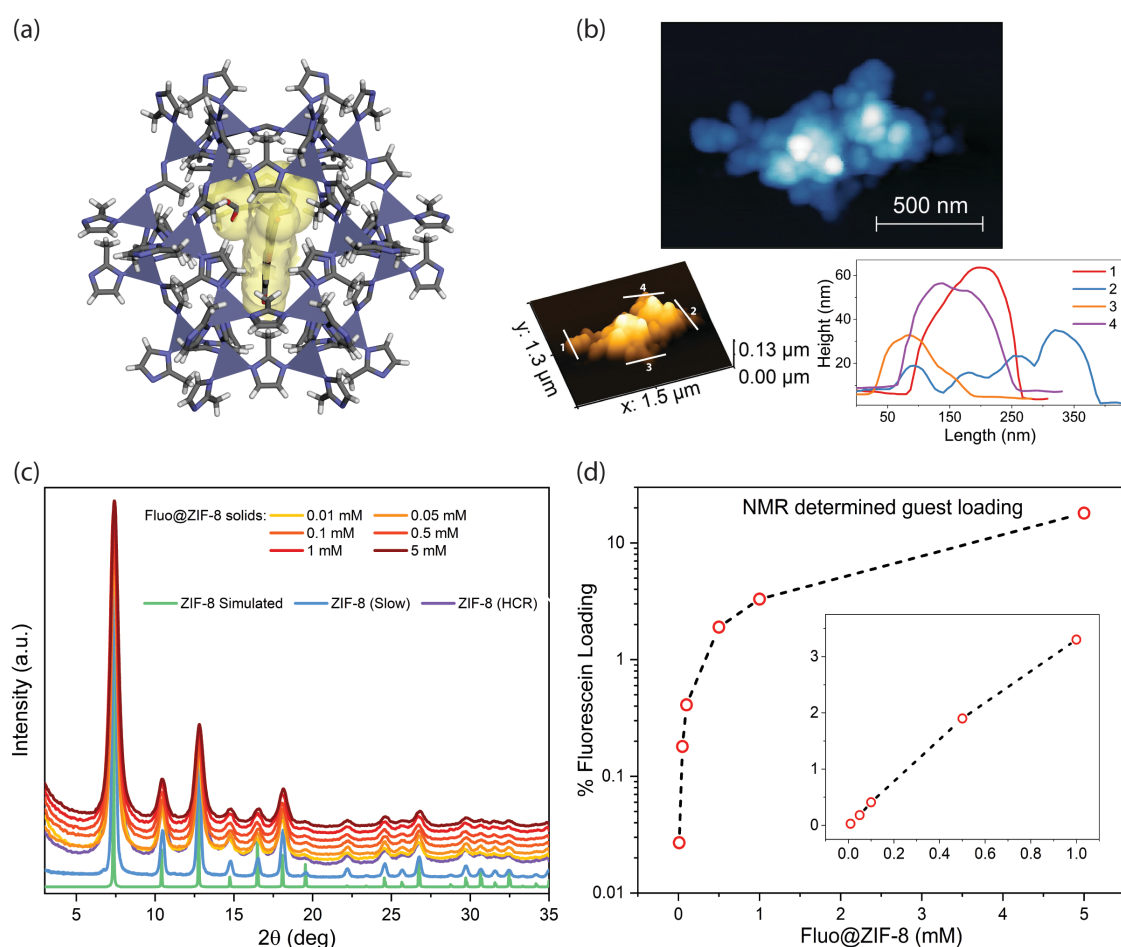 (a)
(b)
500 nm
y: 1.3 µm
x: 1.5 µm
0.13 µm
0.00 µm
1
2
3
4
Height (nm)
60
40
20
50 150 250 350
Length (nm)
1
2
3
4
(c)
Fluo@ZIF-8 solids: 0.01 mM 0.05 mM
0.1 mM 0.5 mM
1 mM 5 mM
ZIF-8 Simulated ZIF-8 (Slow) ZIF-8 (HCR)
Intensity (a.u.)
5 10 15 20 25 30 35
2θ (deg)
(d)
NMR determined guest loading
% Fluorescein Loading
10
1
0.1
0.01
0 1 2 3 4 5
Fluo@ZIF-8 (mM)
3
2
1
0
0.0 0.2 0.4 0.6 0.8 1.0